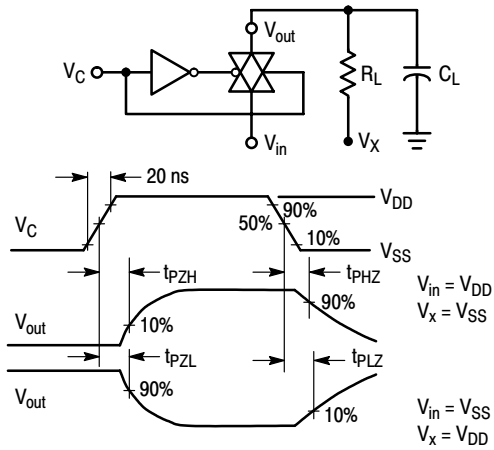 V_out
V_C
R_L
C_L
V_in
V_X
20 ns
V_DD
90%
50%
V_C
10%
V_SS
t_PZH
t_PHZ
V_in = V_DD
V_x = V_SS
90%
V_out
10%
t_PZL
t_PLZ
V_out
90%
10%
V_in = V_SS
V_x = V_DD